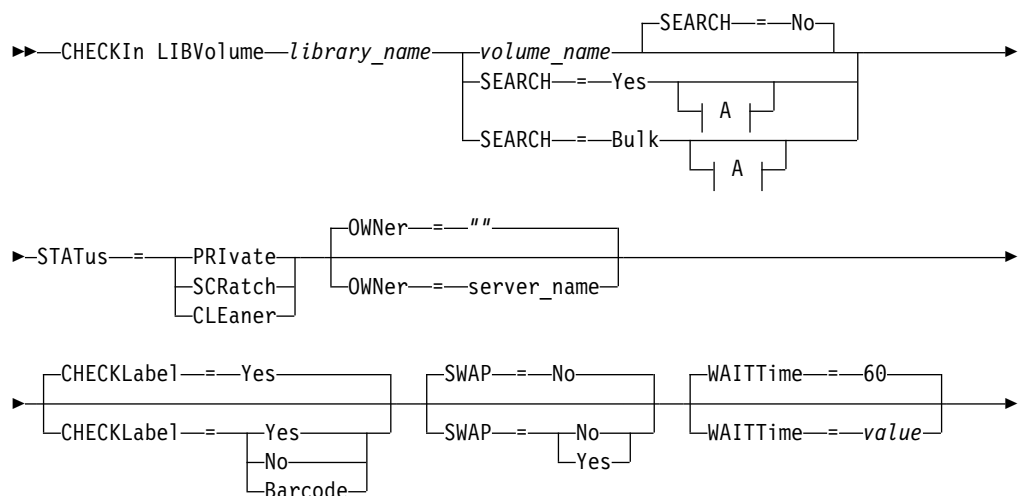 SEARCH = No
CHECKIn LIBVolume library_name volume_name
SEARCH = Yes
A
SEARCH = Bulk
A
OWNer = ""
STATus = PRIvate
SCRatch OWNer = server_name
CLEaner
CHECKLabel = Yes SWAP = No WAITTime = 60
CHECKLabel = Yes SWAP = No WAITTime = value
No Yes
Barcode